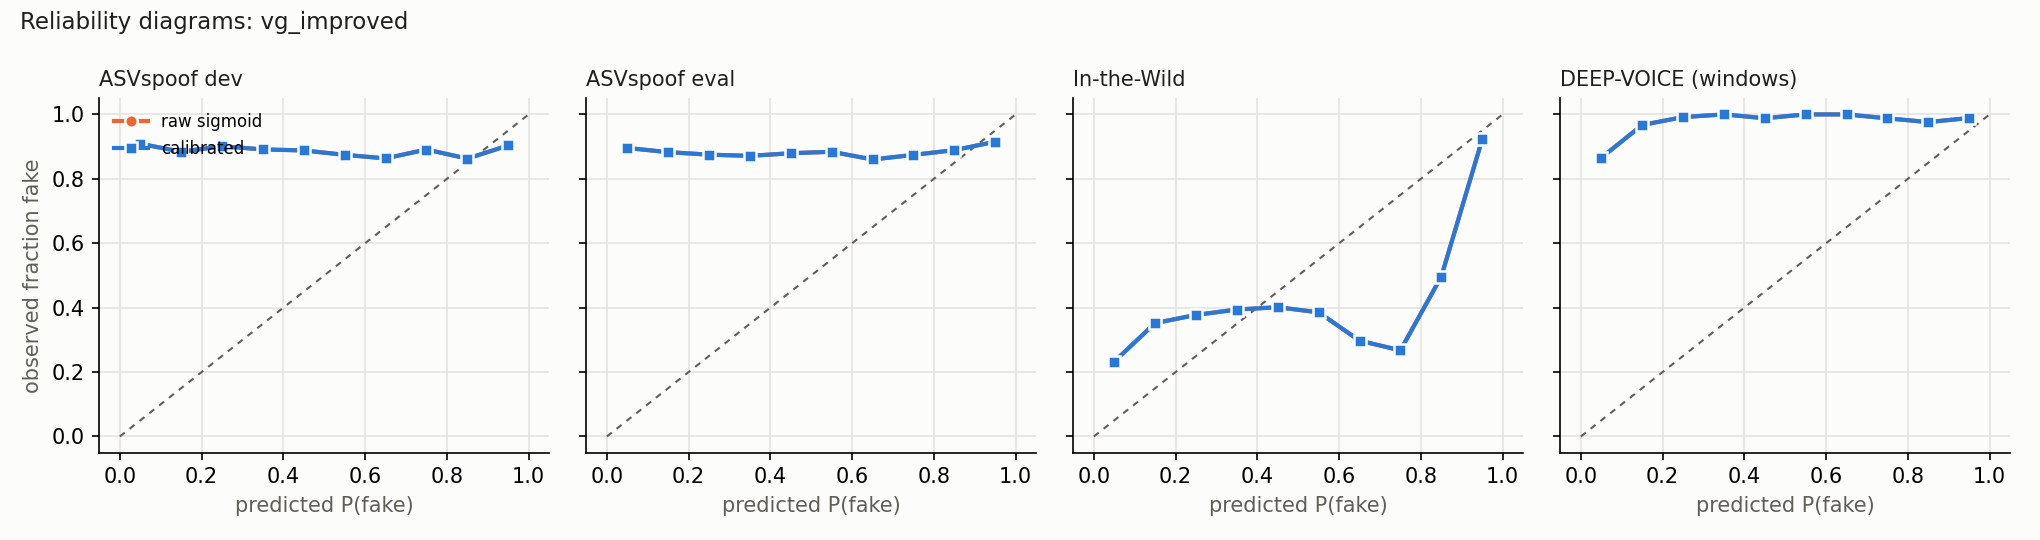 Reliability diagrams: vg_improved
ASVspoof dev
ASVspoof eval
In-the-Wild
DEEP-VOICE (windows)
raw sigmoid
calibrated
observed fraction fake
1.0
0.8
0.6
0.4
0.2
0.0
0.0 0.2 0.4 0.6 0.8 1.0
predicted P(fake)
0.0 0.2 0.4 0.6 0.8 1.0
predicted P(fake)
0.0 0.2 0.4 0.6 0.8 1.0
predicted P(fake)
0.0 0.2 0.4 0.6 0.8 1.0
predicted P(fake)